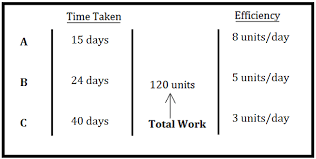 Time Taken Efficiency
A 15 days 8 units/day
B 24 days 120 units 5 units/day
C 40 days Total Work 3 units/day